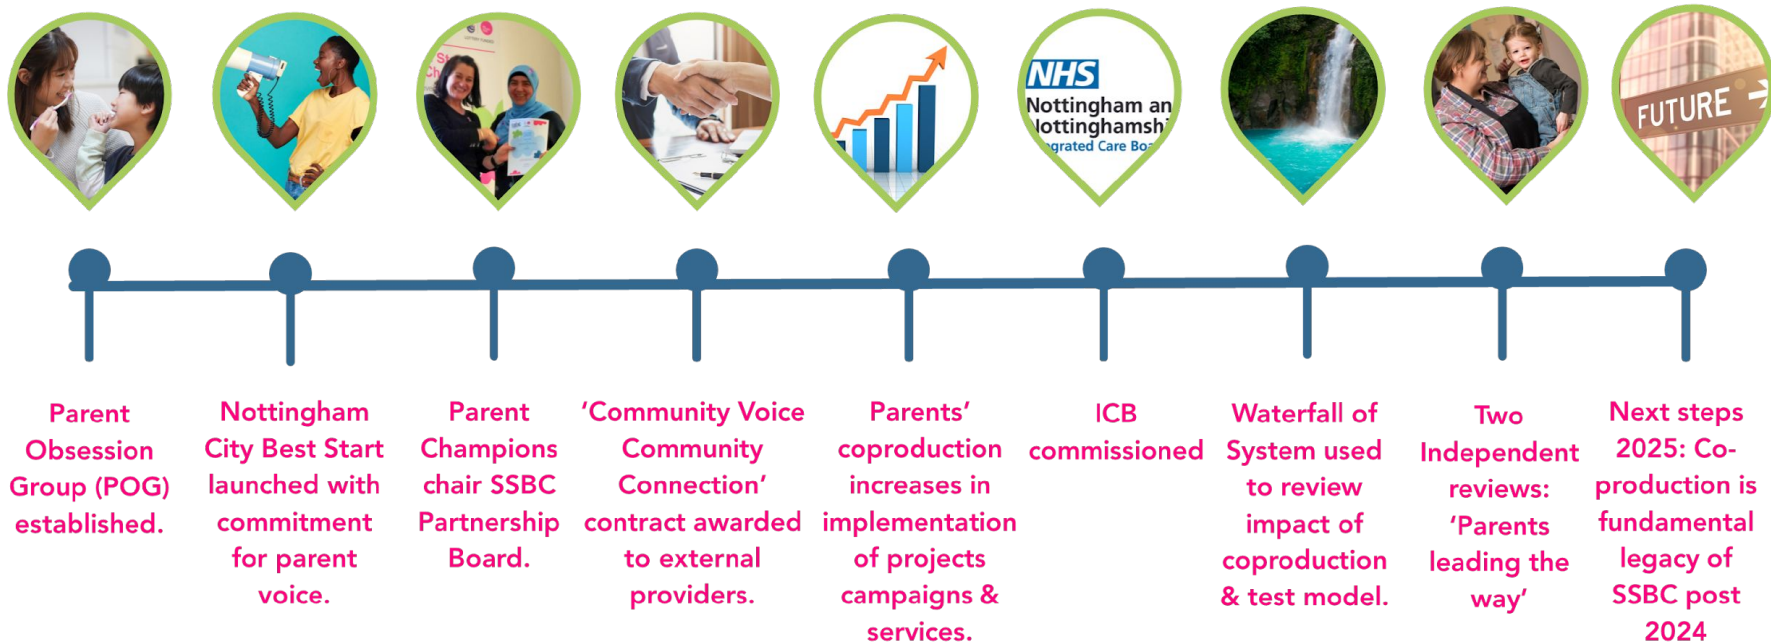 NHS
Nottingham an
Nottinghamshi
grated Care Boa
FUTURE
Parent
Obsession
Group (POG)
established.
Nottingham
City Best Start
launched with
commitment
for parent
voice.
Parent
Champions
chair SSBC
Partnership
Board.
‘Community Voice
Community
Connection’
contract awarded
to external
providers.
Parents’
coproduction
increases in
implementation
of projects
campaigns &
services.
ICB
commissioned
Waterfall of
System used
to review
impact of
coproduction
& test model.
Two
Independent
reviews:
‘Parents
leading the
way’
Next steps
2025: Co-
production is
fundamental
legacy of
SSBC post
2024